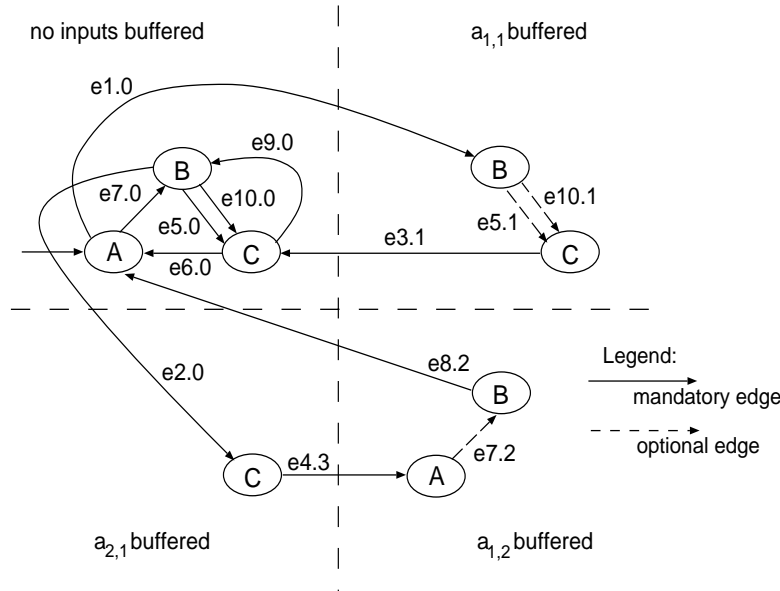 no inputs buffered
a1,1 buffered
e1.0
e9.0
B
B
e7.0
e10.0
e10.1
e5.0
e5.1
A
C
e3.1
C
e6.0
e8.2
Legend:
e2.0
B
mandatory edge
e4.3
C
A
e7.2
optional edge
a2,1 buffered
a1,2 buffered